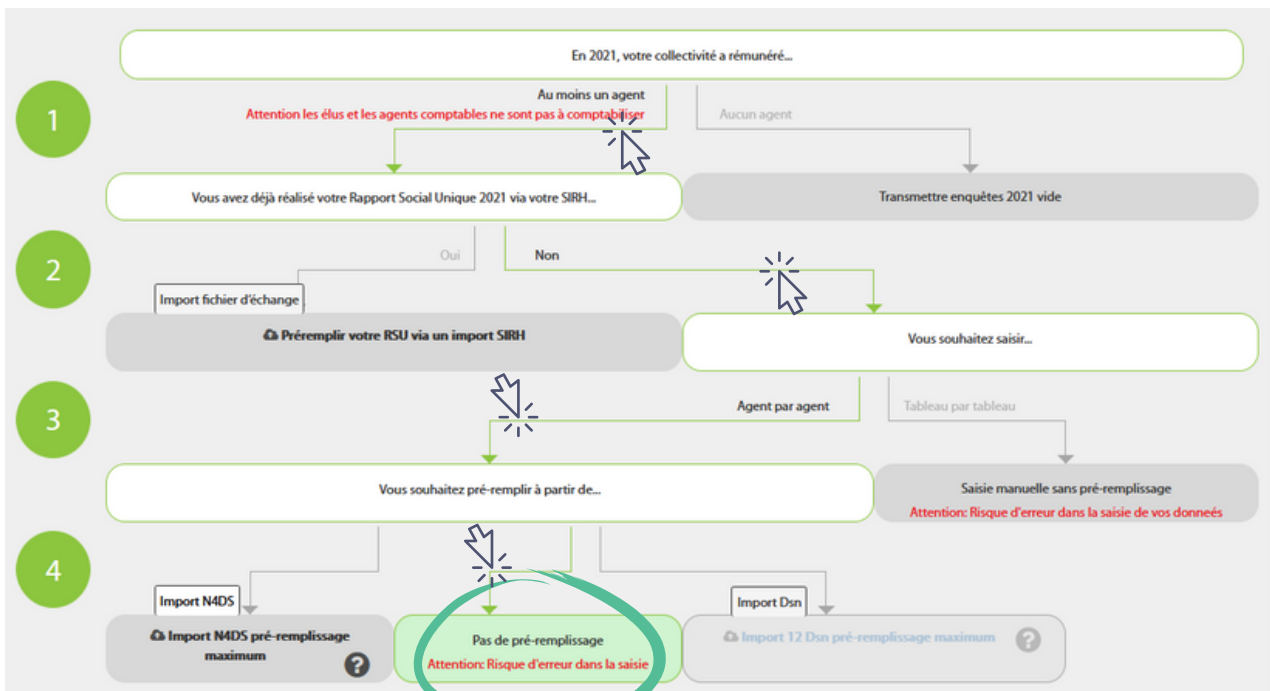 En 2021, votre collectivité a rémunéré...
1
Au moins un agent
Attention les élus et les agents comptables ne sont pas à comptabiliser
Aucun agent
Vous avez déjà réalisé votre Rapport Social Unique 2021 via votre SIRH...
Transmettre enquêtes 2021 vide
2
Oui
Non
Import fichier d'échange
Préremplir votre RSU via un import SIRH
Vous souhaitez saisir...
3
Agent par agent
Tableau par tableau
Vous souhaitez pré-remplir à partir de...
Saisie manuelle sans pré-remplissage
Attention: Risque d'erreur dans la saisie de vos donneés
4
Import N4DS
Import N4DS pré-remplissage
maximum
?
Pas de pré-remplissage
Attention: Risque d'erreur dans la saisie
Import Dsn
Import 12 Dsn pré-remplissage maximum
?